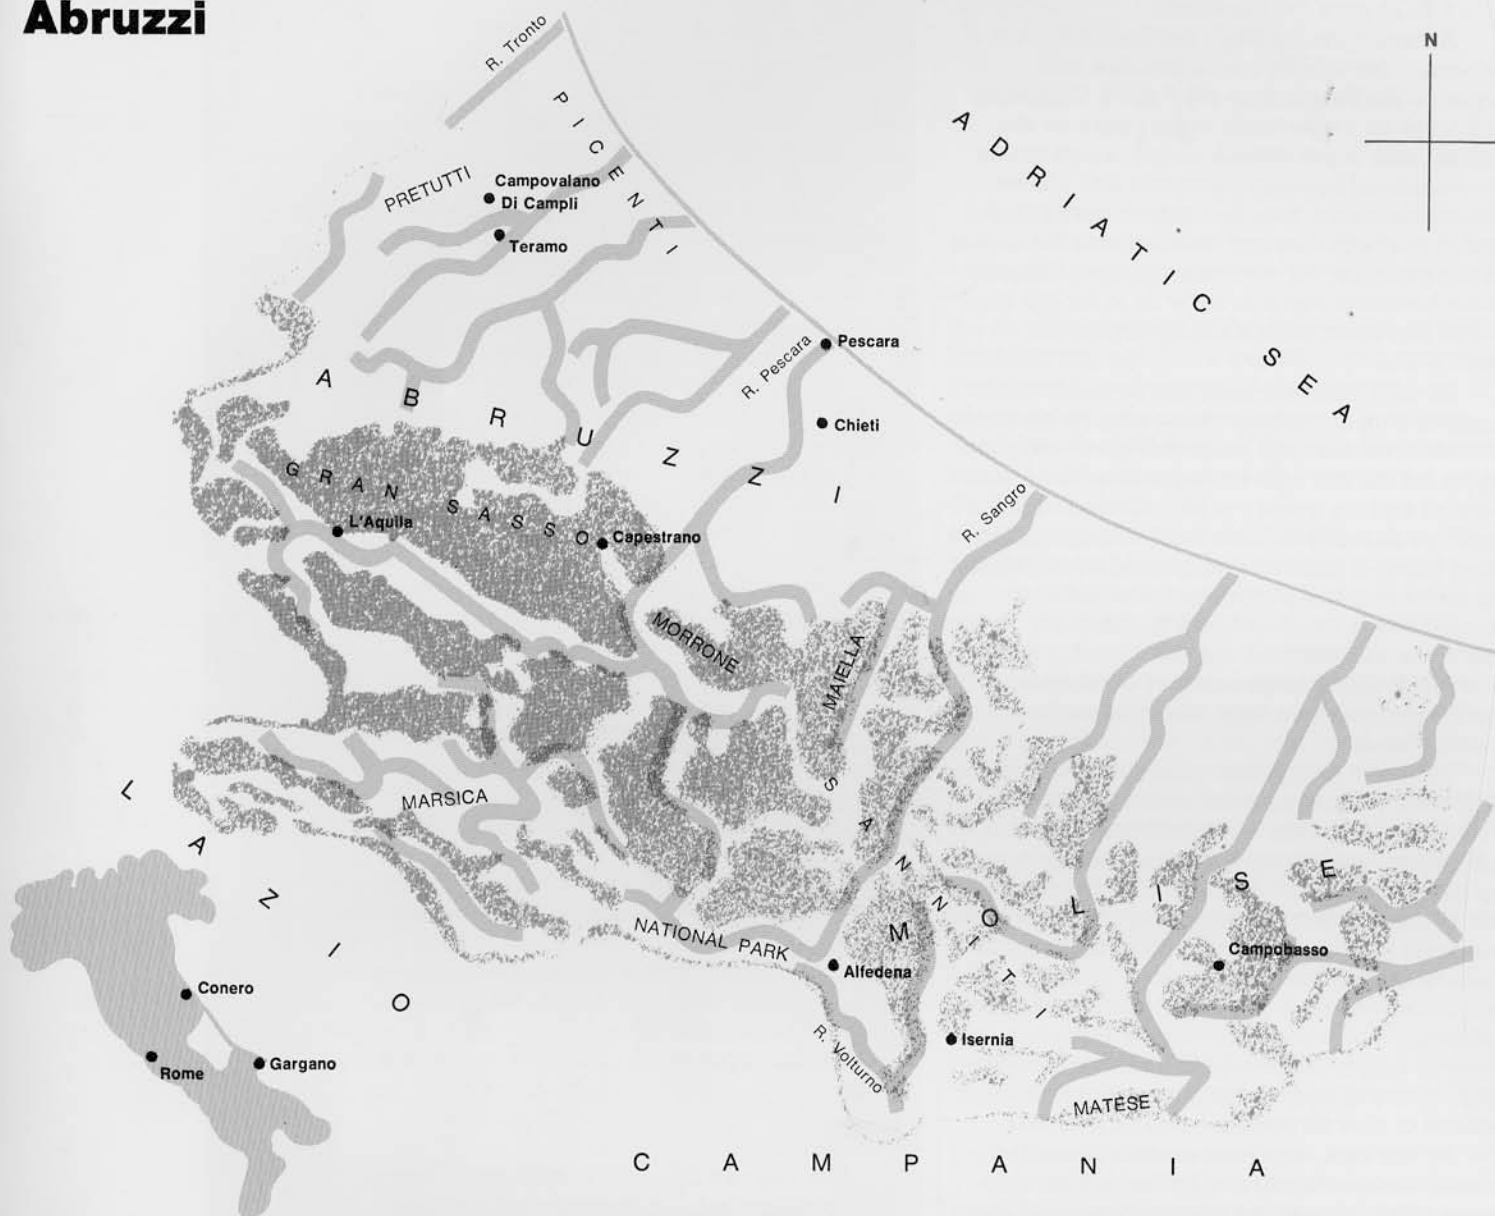 Abruzzi
N
R. Tronto
PICENTI
ADRIATIC SEA
PRETUTTI
Campovalano
Di Campli
Teramo
R. Pescara
Pescara
ABRUZZI
Chieti
GRAN SASSO
L'Aquila
Capestrano
R. Sangro
MORRONE
MAIELLA
MARSICA
SANNITI
LAZIO
MOLISE
NATIONAL PARK
Alfedena
Campobasso
Isernia
R. Volturno
MATESE
CAMPANIA
Conero
Rome
Gargano